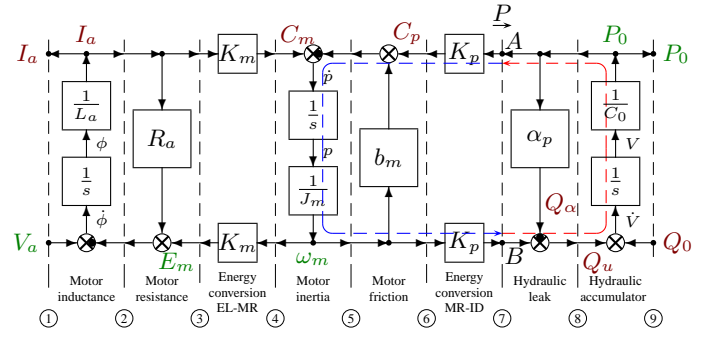 P
I_a I_a C_m C_p A P_0 P_0
K_m K_p
ṗ
1/L_a R_a 1/s α_p 1/C_0
ϕ p V
1/s 1/J_m b_m 1/s
Q_α
ϕ̇ V̇
V_a K_m K_p Q_0
E_m ω_m B Q_u
Motor inductance
Motor resistance
Energy conversion EL-MR
Motor inertia
Motor friction
Energy conversion MR-ID
Hydraulic leak
Hydraulic accumulator
1 2 3 4 5 6 7 8 9